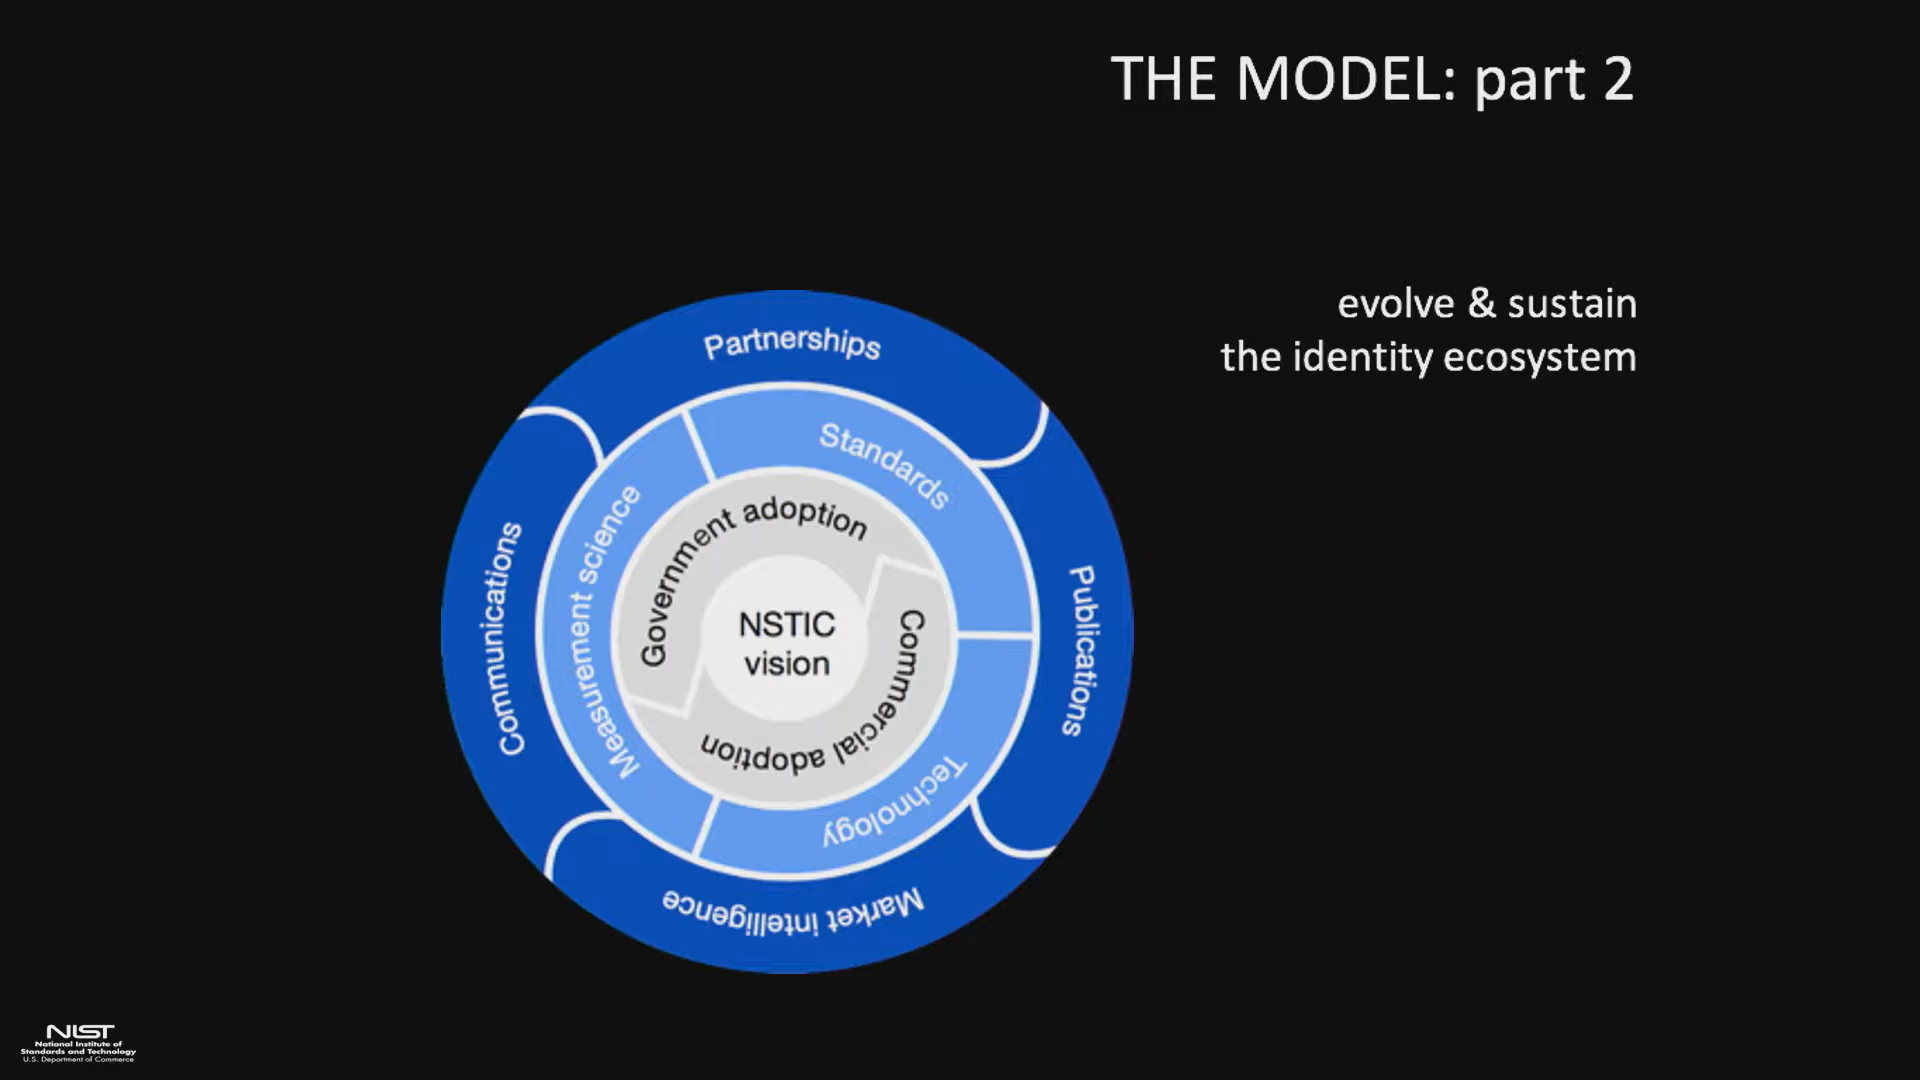 THE MODEL: part 2
evolve & sustain
the identity ecosystem
Partnerships
Standards
Measurement science
Government adoption
Communications
NSTIC
vision
Publications
Commercial adoption
Technology
Market intelligence
NIST
National Institute of
Standards and Technology
U.S. Department of Commerce